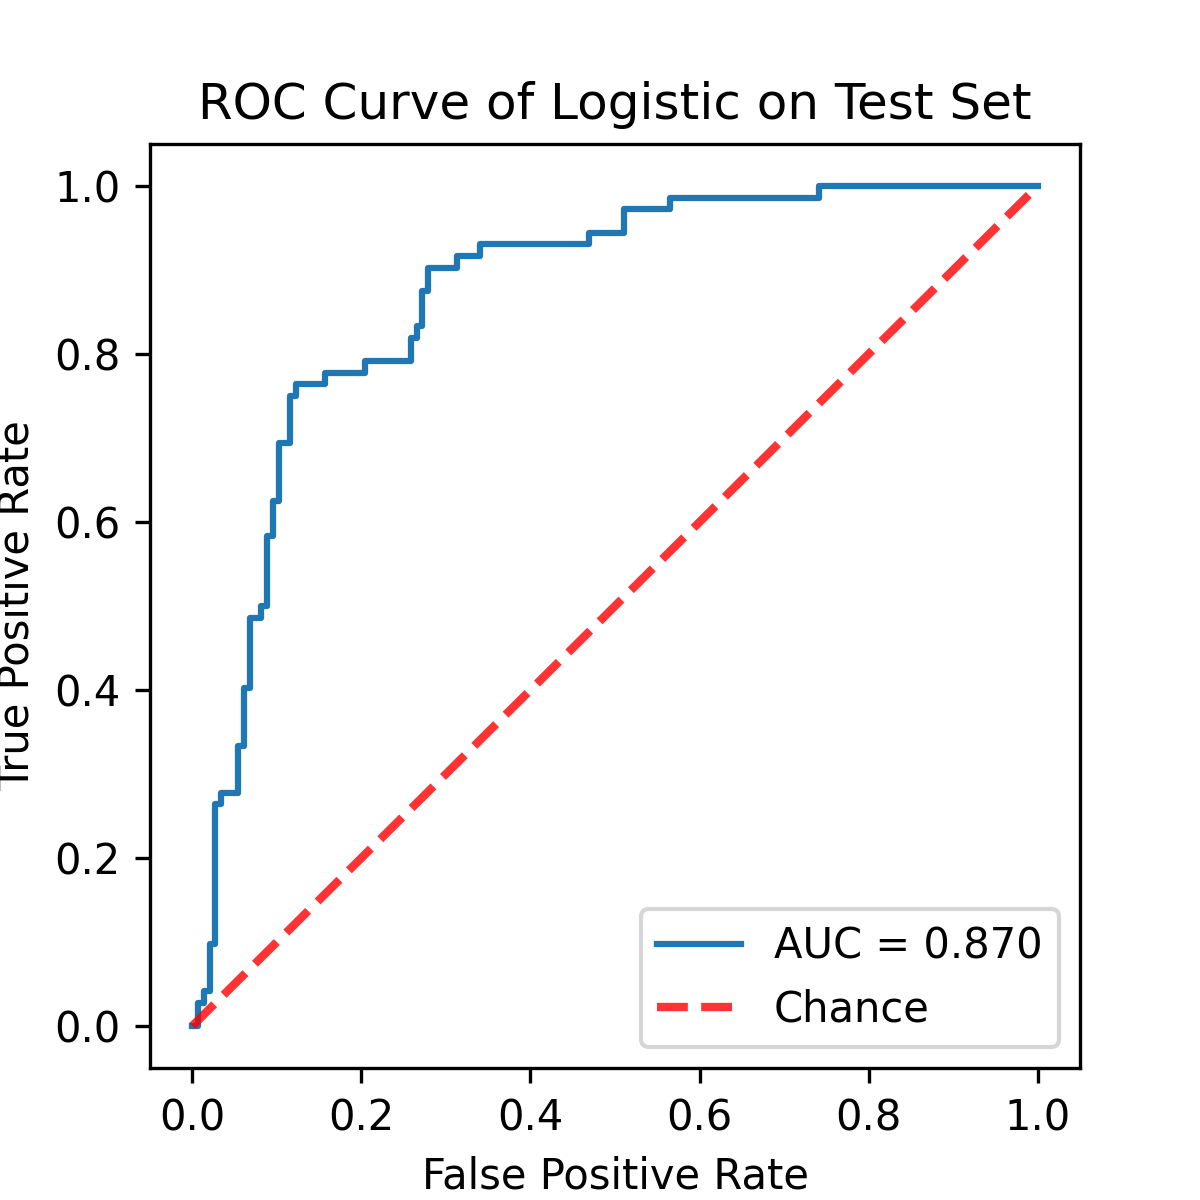 ROC Curve of Logistic on Test Set
1.0
0.8
0.6
0.4
0.2
0.0
True Positive Rate
AUC = 0.870
Chance
0.0 0.2 0.4 0.6 0.8 1.0
False Positive Rate